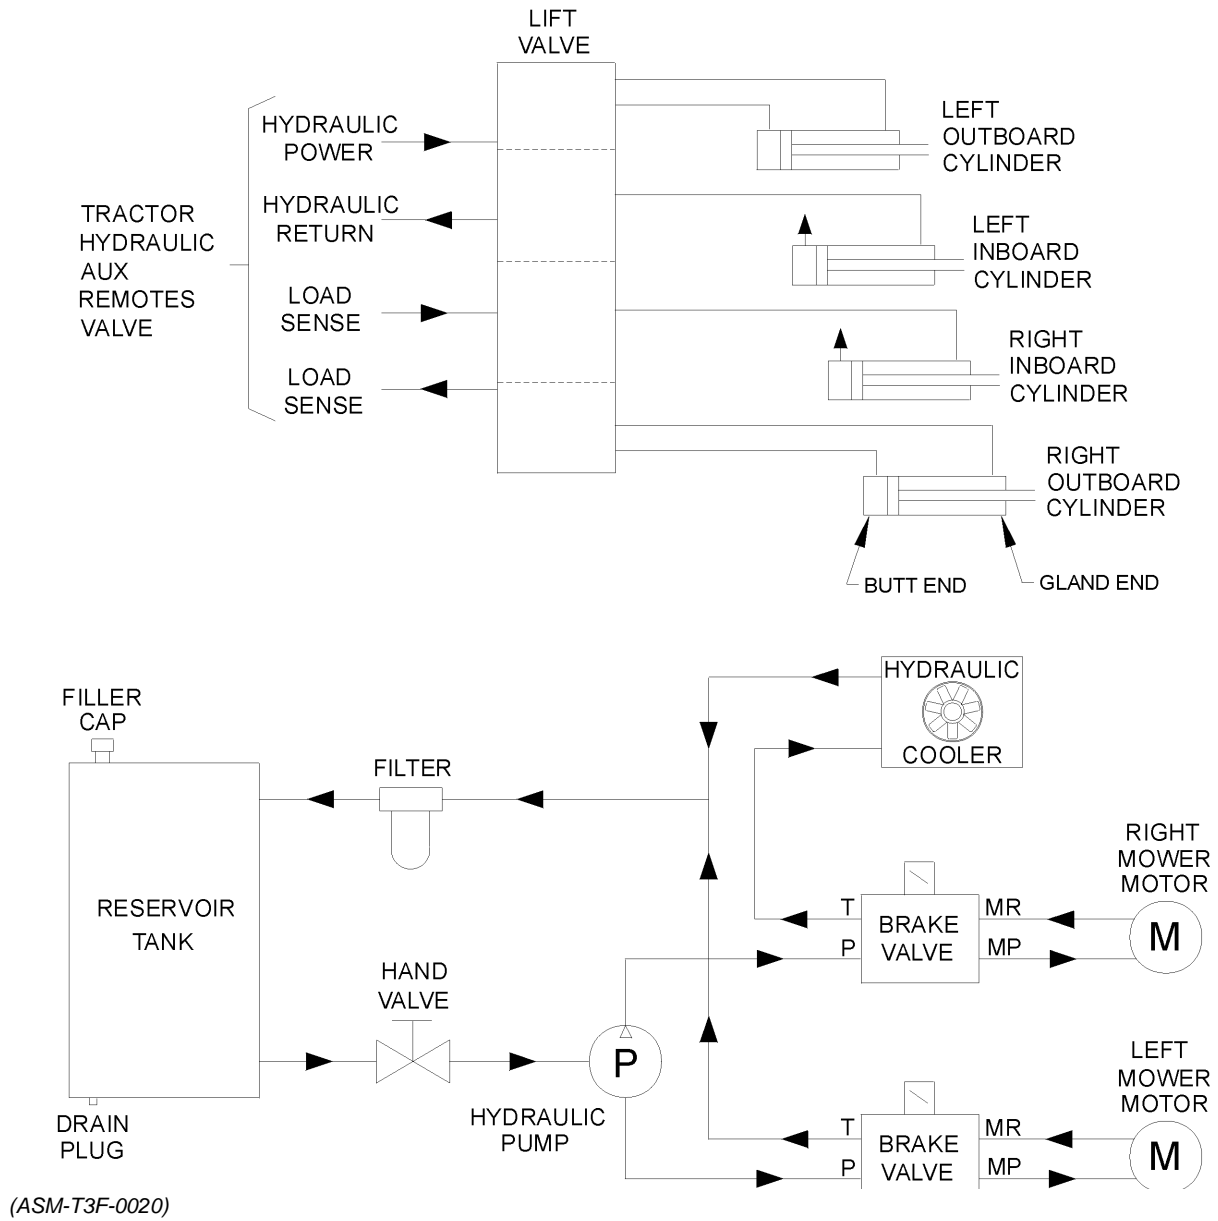 LIFT
VALVE
HYDRAULIC
POWER
HYDRAULIC
RETURN
LOAD
SENSE
LOAD
SENSE
TRACTOR
HYDRAULIC
AUX
REMOTES
VALVE
LEFT
OUTBOARD
CYLINDER
LEFT
INBOARD
CYLINDER
RIGHT
INBOARD
CYLINDER
RIGHT
OUTBOARD
CYLINDER
BUTT END
GLAND END
HYDRAULIC
COOLER
FILLER
CAP
FILTER
RESERVOIR
TANK
HAND
VALVE
DRAIN
PLUG
P
HYDRAULIC
PUMP
RIGHT
MOWER
MOTOR
T
BRAKE
VALVE
MR
P
MP
M
LEFT
MOWER
MOTOR
T
BRAKE
VALVE
MR
P
MP
M
(ASM-T3F-0020)